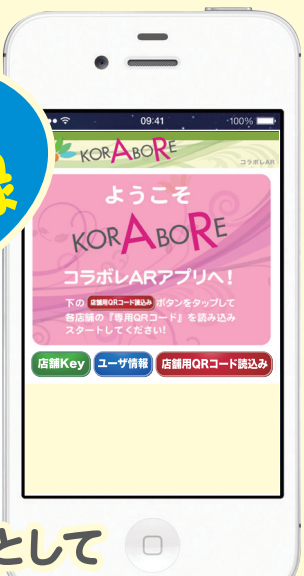 09:41
100%
KORABORE
コラボレAR
ようこそ
KORABORE
コラボレARアプリへ!
下の 店舗用QRコード読込み ボタンをタップして
各店舗の『専用QRコード』を読み込み
スタートしてください!
店舗Key ユーザ情報 店舗用QRコード読込み
として